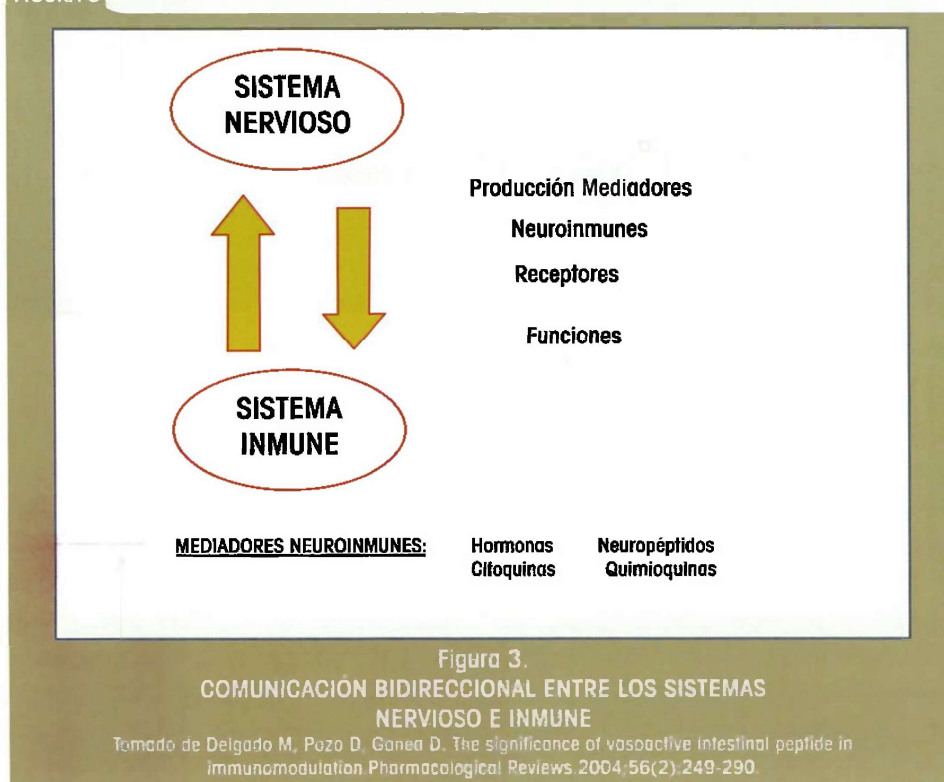 SISTEMA
NERVIOSO
Producción Mediadores
Neuroinmunes
Receptores
Funciones
SISTEMA
INMUNE
MEDIADORES NEUROINMUNES: Hormonas Neuropéptidos
Citoquinas Quimioquinas
Figura 3.
COMUNICACIÓN BIDIRECCIONAL ENTRE LOS SISTEMAS
NERVIOSO E INMUNE
Tomado de Delgado M, Pozo D, Ganea D. The significance of vasoactive intestinal peptide in
immunomodulation. Pharmacological Reviews 2004;56(2) 249-290.